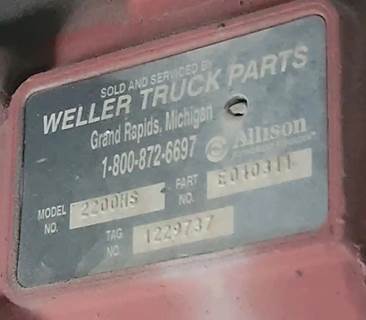 SOLD AND SERVICED BY
WELLER TRUCK PARTS
Grand Rapids, Michigan
1-800-872-6697
Allison
MODEL NO. 2200HS
PART NO.
TAG NO. 1229737